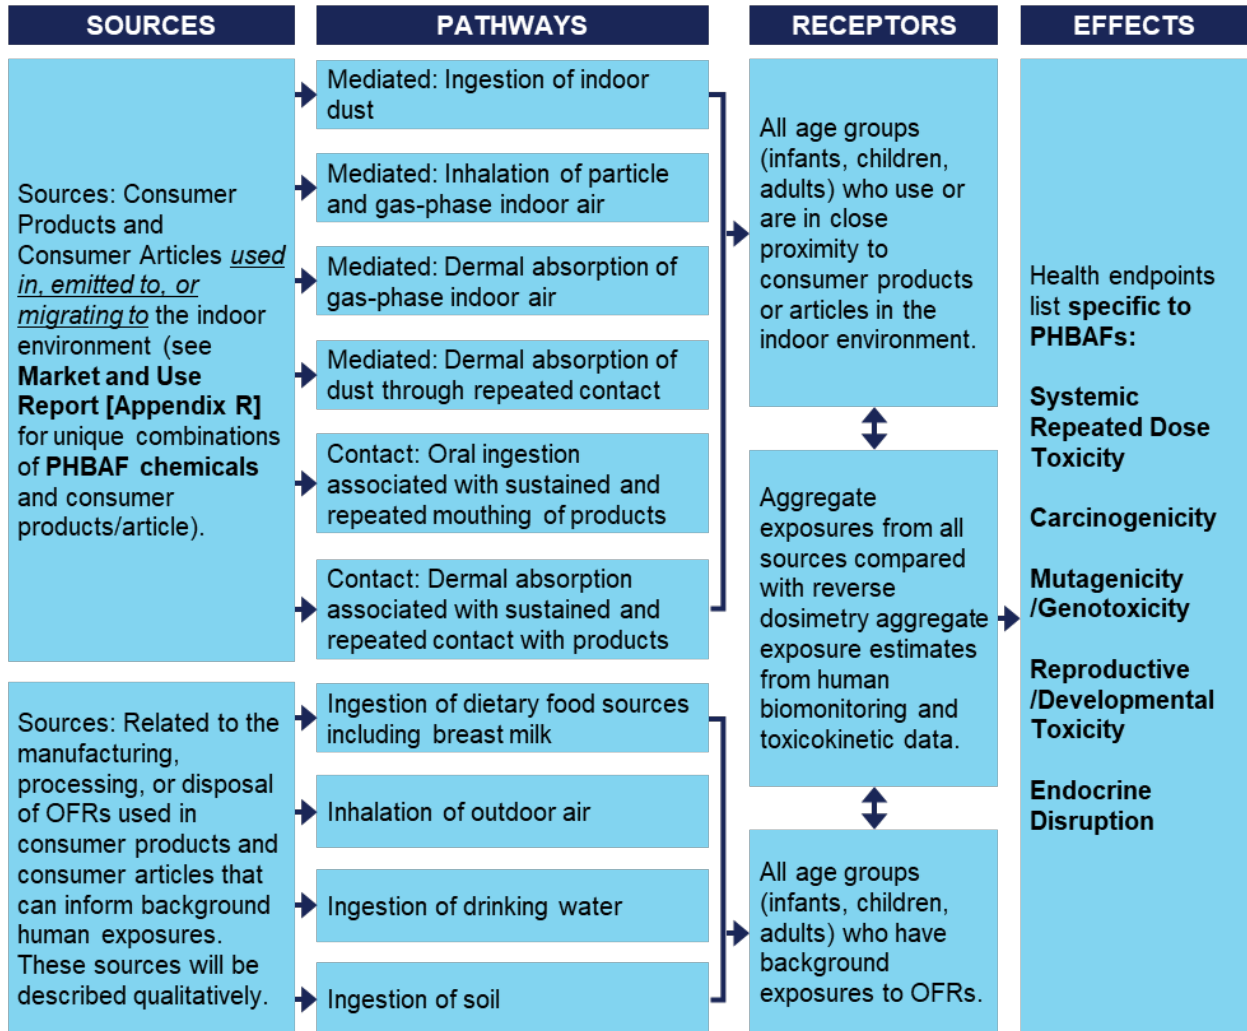 SOURCES
PATHWAYS
RECEPTORS
EFFECTS
Sources: Consumer
Products and
Consumer Articles used
in, emitted to, or
migrating to the indoor
environment (see
Market and Use
Report [Appendix R]
for unique combinations
of PHBAF chemicals
and consumer
products/article).
Sources: Related to the
manufacturing,
processing, or disposal
of OFRs used in
consumer products and
consumer articles that
can inform background
human exposures.
These sources will be
described qualitatively.
Mediated: Ingestion of indoor
dust
Mediated: Inhalation of particle
and gas-phase indoor air
Mediated: Dermal absorption of
gas-phase indoor air
Mediated: Dermal absorption of
dust through repeated contact
Contact: Oral ingestion
associated with sustained and
repeated mouthing of products
Contact: Dermal absorption
associated with sustained and
repeated contact with products
Ingestion of dietary food sources
including breast milk
Inhalation of outdoor air
Ingestion of drinking water
Ingestion of soil
All age groups
(infants, children,
adults) who use or
are in close
proximity to
consumer products
or articles in the
indoor environment.
Aggregate
exposures from all
sources compared
with reverse
dosimetry aggregate
exposure estimates
from human
biomonitoring and
toxicokinetic data.
All age groups
(infants, children,
adults) who have
background
exposures to OFRs.
Health endpoints
list specific to
PHBAFs:
Systemic
Repeated Dose
Toxicity
Carcinogenicity
Mutagenicity
/Genotoxicity
Reproductive
/Developmental
Toxicity
Endocrine
Disruption